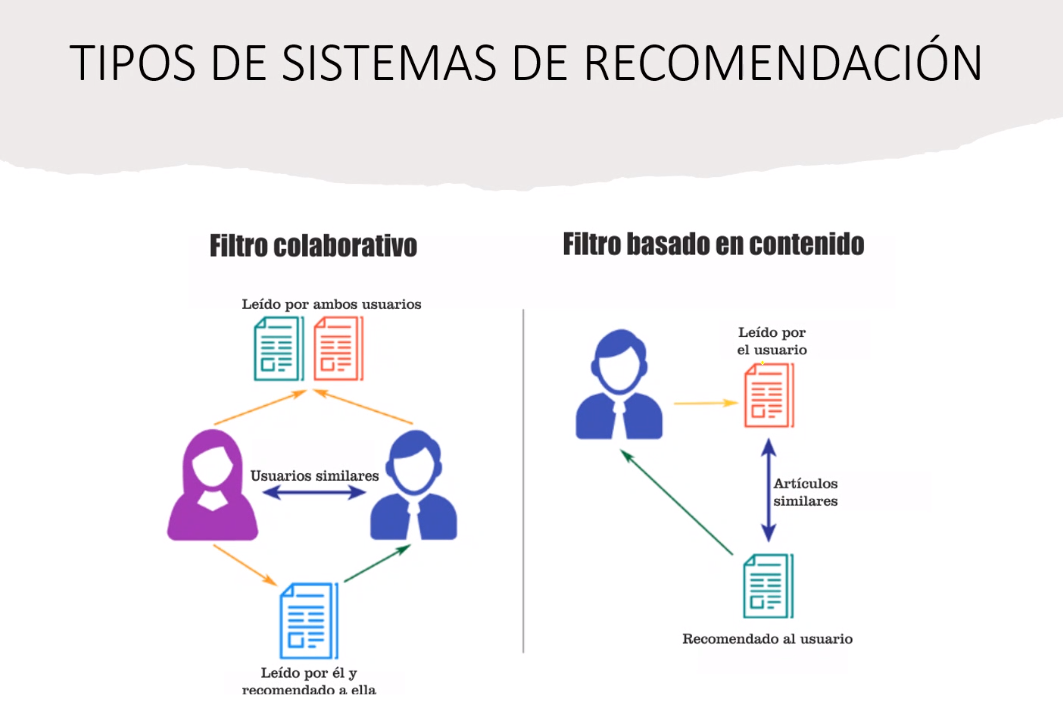 TIPOS DE SISTEMAS DE RECOMENDACIÓN
Filtro colaborativo
Leído por ambos usuarios
Usuarios similares
Leído por él y
recomendado a ella
Filtro basado en contenido
Leído por
el usuario
Artículos
similares
Recomendado al usuario